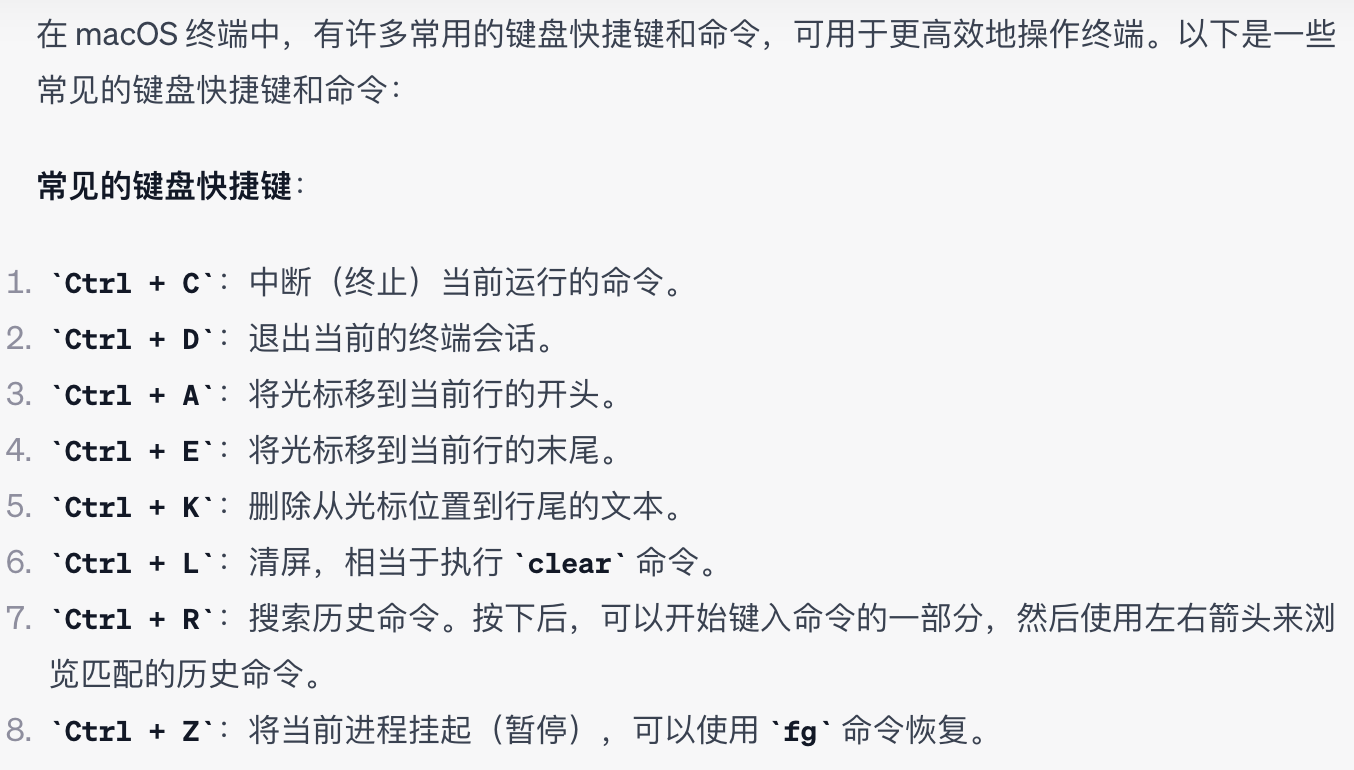 在 macOS 终端中，有许多常用的键盘快捷键和命令，可用于更高效地操作终端。以下是一些
常见的键盘快捷键和命令：
常见的键盘快捷键：
1. `Ctrl + C`：中断（终止）当前运行的命令。
2. `Ctrl + D`：退出当前的终端会话。
3. `Ctrl + A`：将光标移到当前行的开头。
4. `Ctrl + E`：将光标移到当前行的末尾。
5. `Ctrl + K`：删除从光标位置到行尾的文本。
6. `Ctrl + L`：清屏，相当于执行 `clear` 命令。
7. `Ctrl + R`：搜索历史命令。按下后，可以开始键入命令的一部分，然后使用左右箭头来浏
览匹配的历史命令。
8. `Ctrl + Z`：将当前进程挂起（暂停），可以使用 `fg` 命令恢复。